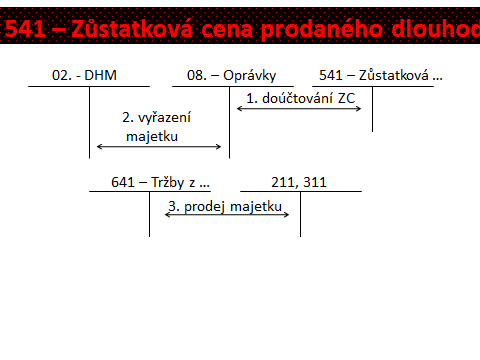 541 – Zůstatková cena prodaného dlouhod
02. - DHM 08. – Oprávky 541 – Zůstatková ...
1. doúčtování ZC
2. vyřazení
majetku
641 – Tržby z ... 211, 311
3. prodej majetku